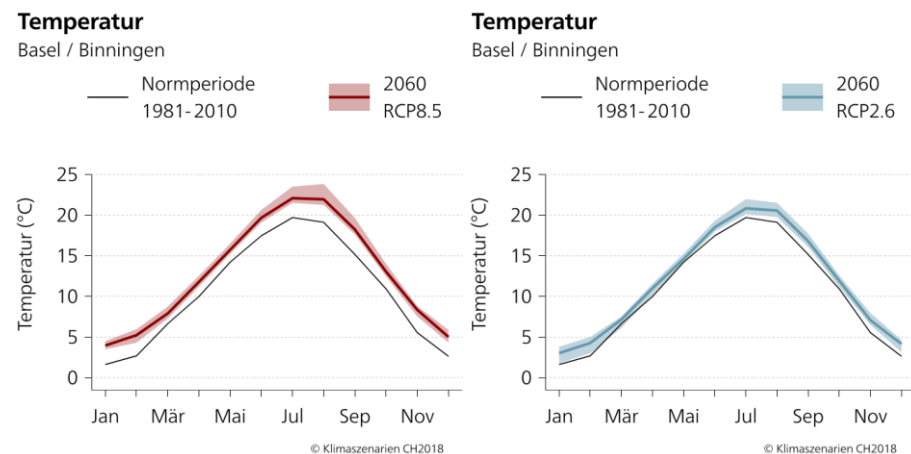 Temperatur
Basel / Binningen
Normperiode
1981-2010
2060
RCP8.5
Temperatur (°C)
25
20
15
10
5
0
Jan Mär Mai Jul Sep Nov
© Klimaszenarien CH2018
Temperatur
Basel / Binningen
Normperiode
1981-2010
2060
RCP2.6
Temperatur (°C)
25
20
15
10
5
0
Jan Mär Mai Jul Sep Nov
© Klimaszenarien CH2018